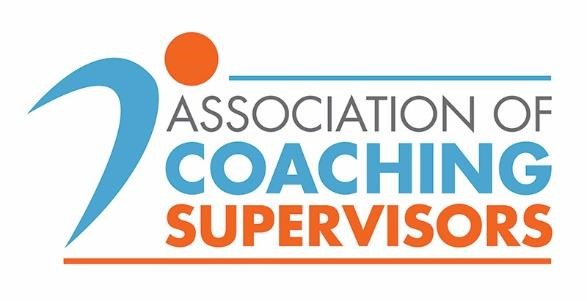 ASSOCIATION OF
COACHING
SUPERVISORS